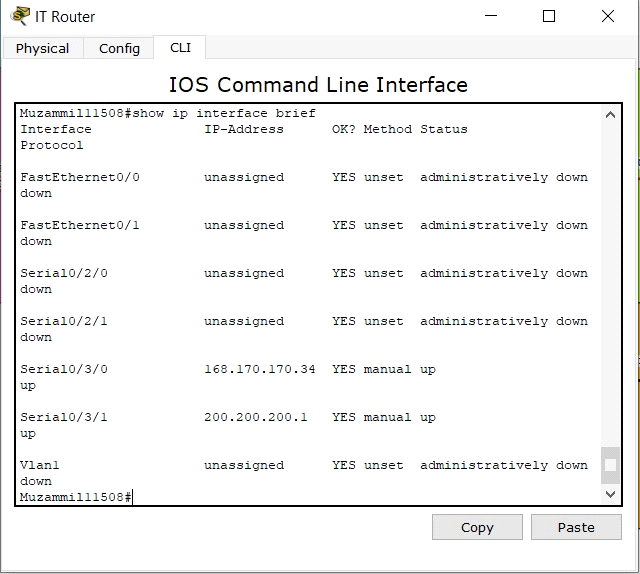 IT Router
Physical Config CLI
IOS Command Line Interface
Muzammil11508#show ip interface brief
Interface IP-Address OK? Method Status
Protocol
FastEthernet0/0 unassigned YES unset administratively down
down
FastEthernet0/1 unassigned YES unset administratively down
down
Serial0/2/0 unassigned YES unset administratively down
down
Serial0/2/1 unassigned YES unset administratively down
down
Serial0/3/0 168.170.170.34 YES manual up
up
Serial0/3/1 200.200.200.1 YES manual up
up
Vlan1 unassigned YES unset administratively down
down
Muzammil11508#
Copy Paste